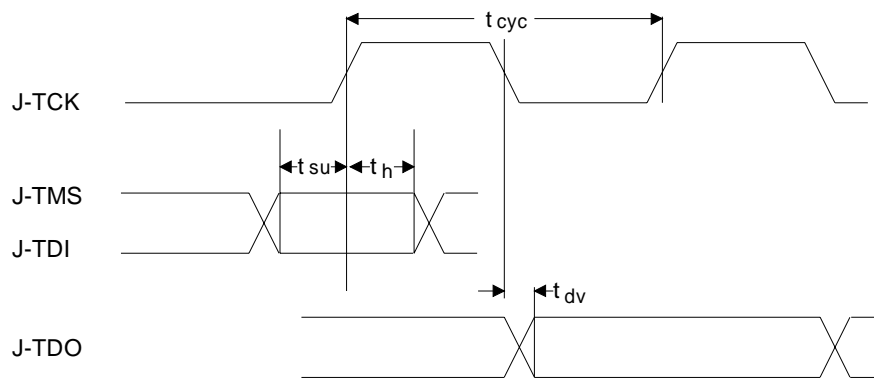 t cyc
J-TCK
t su
t h
J-TMS
J-TDI
t dv
J-TDO